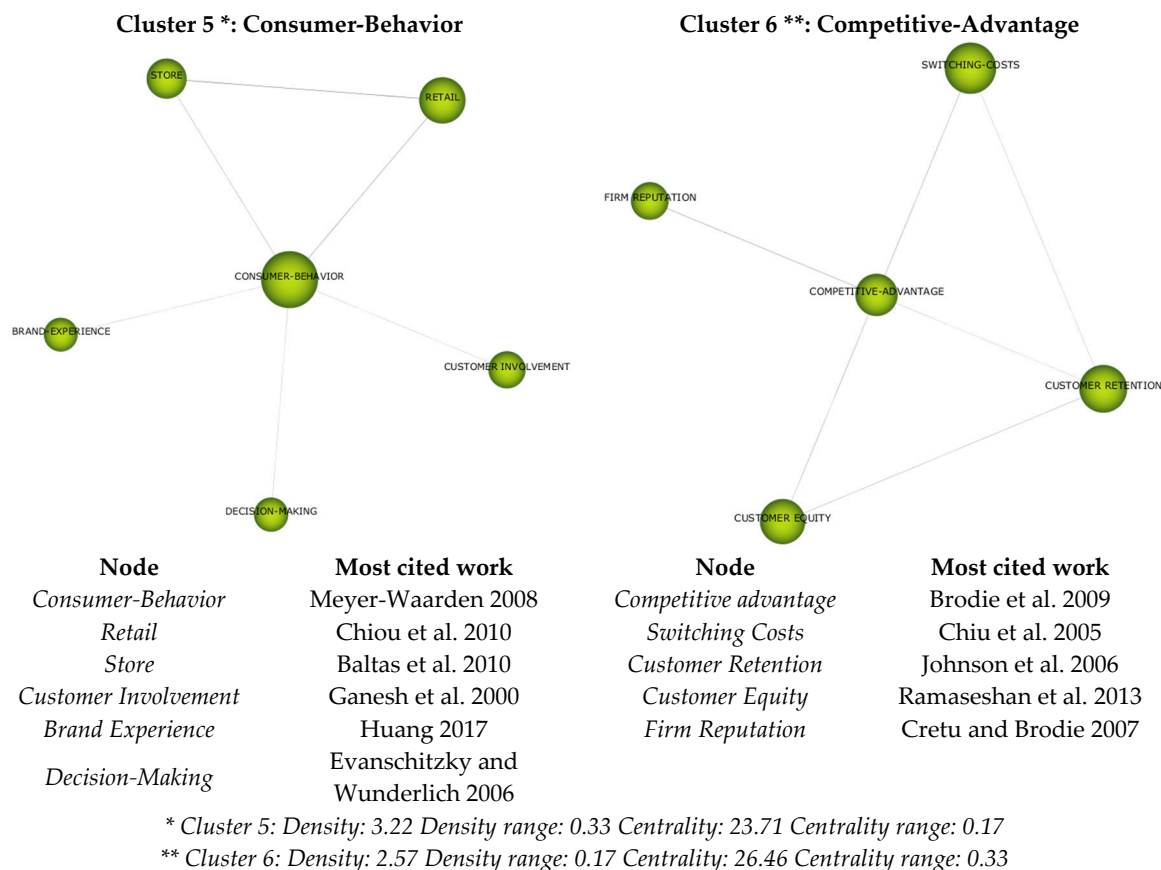 Cluster 5 *: Consumer-Behavior
STORE
RETAIL
CONSUMER-BEHAVIOR
BRAND-EXPERIENCE
CUSTOMER INVOLVEMENT
DECISION-MAKING
Cluster 6 **: Competitive-Advantage
SWITCHING-COSTS
FIRM REPUTATION
COMPETITIVE-ADVANTAGE
CUSTOMER RETENTION
CUSTOMER EQUITY
Node Most cited work
Consumer-Behavior Meyer-Waarden 2008
Retail Chiou et al. 2010
Store Baltas et al. 2010
Customer Involvement Ganesh et al. 2000
Brand Experience Huang 2017
Decision-Making Evanschitzky and
Wunderlich 2006
Node Most cited work
Competitive advantage Brodie et al. 2009
Switching Costs Chiu et al. 2005
Customer Retention Johnson et al. 2006
Customer Equity Ramaseshan et al. 2013
Firm Reputation Cretu and Brodie 2007
* Cluster 5: Density: 3.22 Density range: 0.33 Centrality: 23.71 Centrality range: 0.17
** Cluster 6: Density: 2.57 Density range: 0.17 Centrality: 26.46 Centrality range: 0.33